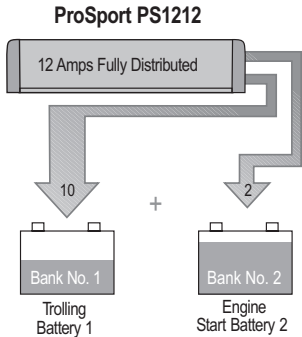 ProSport PS1212
12 Amps Fully Distributed
10
+
2
Bank No. 1
Bank No. 2
Trolling
Battery 1
Engine
Start Battery 2